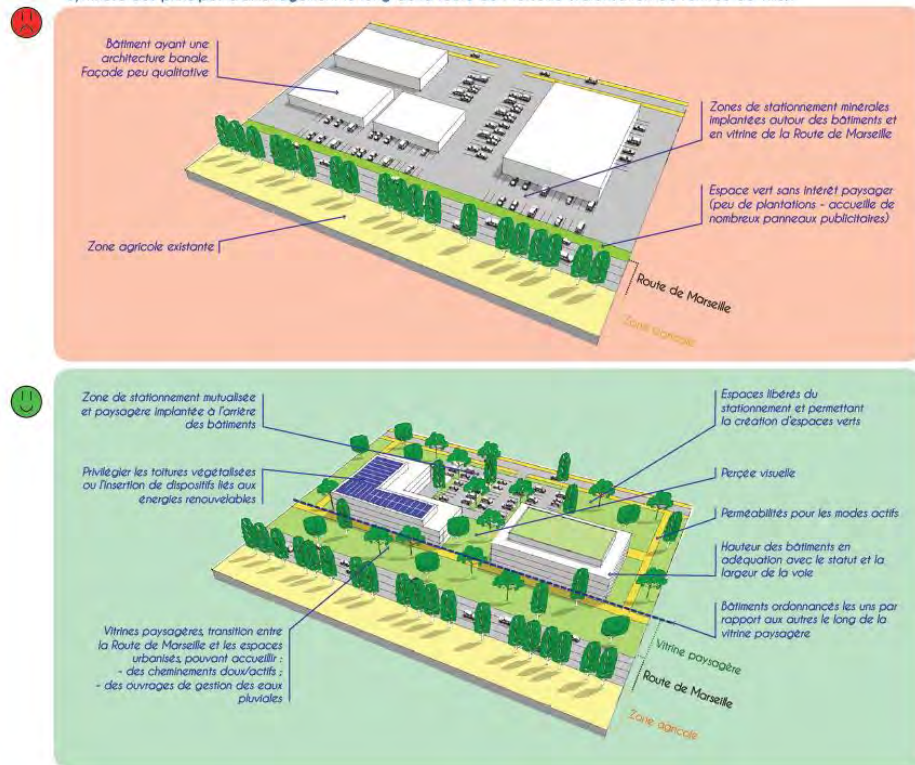 Bâtiment ayant une
architecture banale.
Façade peu qualitative
Zones de stationnement minérales
implantées autour des bâtiments et
en vitrine de la Route de Marseille
Espace vert sans intérêt paysager
(peu de plantations - accueille de
nombreux panneaux publicitaires)
Zone agricole existante
Route de Marseille
Zone agricole
Zone de stationnement mutualisée
et paysagère implantée à l'arrière
des bâtiments
Privilégier les toitures végétalisées
ou l'insertion de dispositifs liés aux
énergies renouvelables
Espaces libérés du
stationnement et permettant
la création d'espaces verts
Perçée visuelle
Perméabilités pour les modes actifs
Hauteur des bâtiments en
adéquation avec le statut et la
largeur de la voie
Bâtiments ordonnancés les uns par
rapport aux autres le long de la
vitrine paysagère
Vitrines paysagères, transition entre
la Route de Marseille et les espaces
urbanisés, pouvant accueillir :
- des cheminements doux/actifs ;
- des ouvrages de gestion des eaux
pluviales
Vitrine paysagère
Route de Marseille
Zone agricole